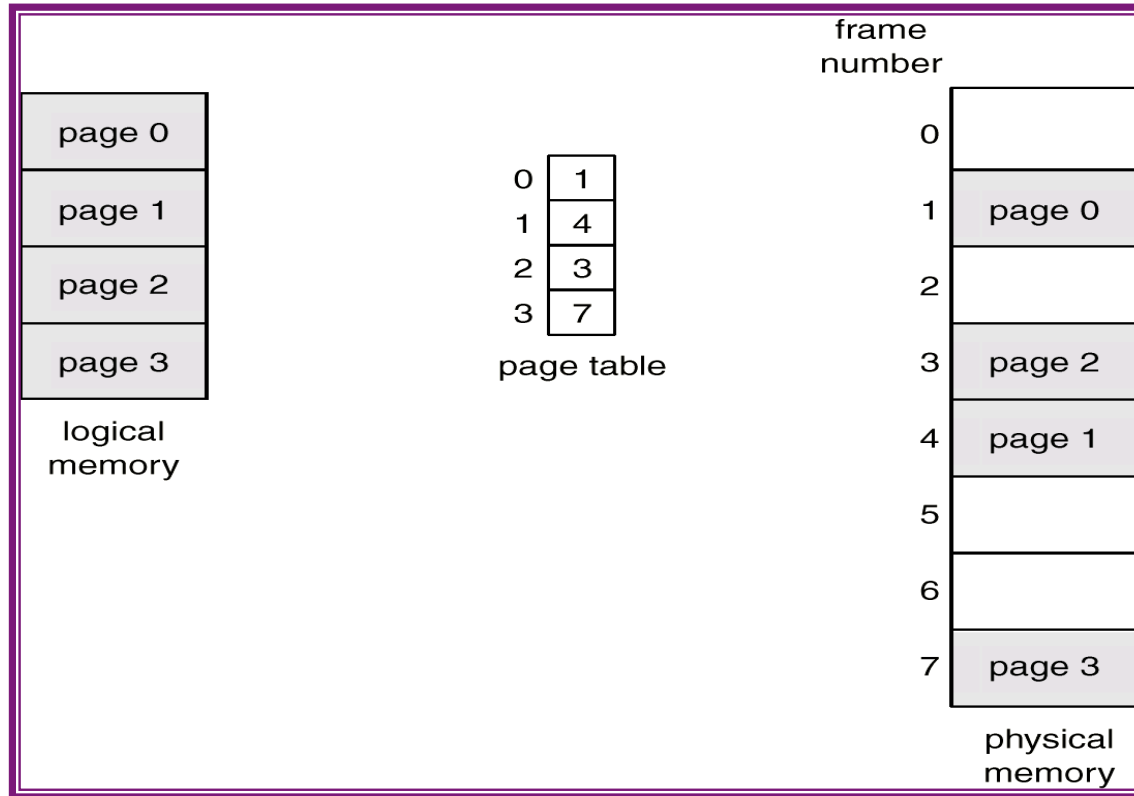 page 0
page 1
page 2
page 3
logical
memory
0 1
1 4
2 3
3 7
page table
frame
number
0
1 page 0
2
3 page 2
4 page 1
5
6
7 page 3
physical
memory